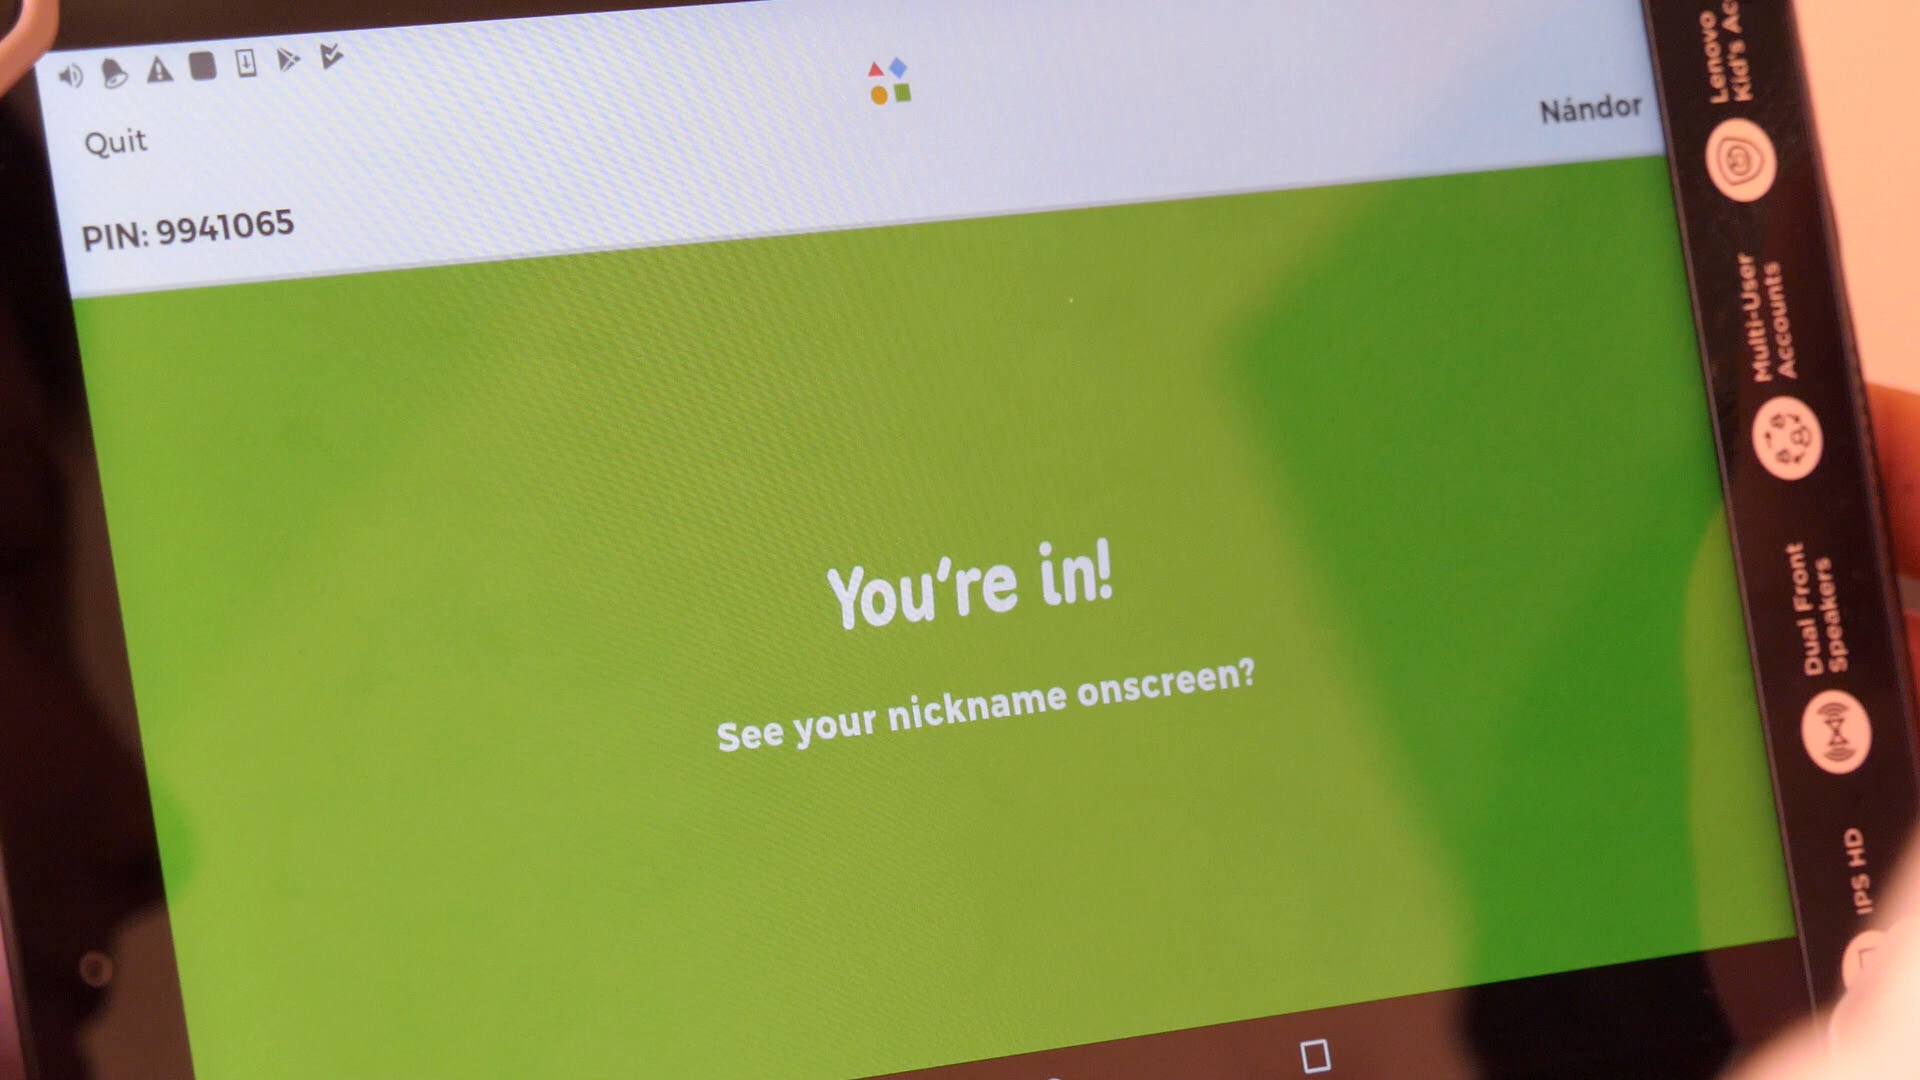 Quit
Nándor
PIN: 9941065
You're in!
See your nickname onscreen?
Lenovo
Kid's
Multi-User
Accounts
Dual Front
Speakers
IPS HD